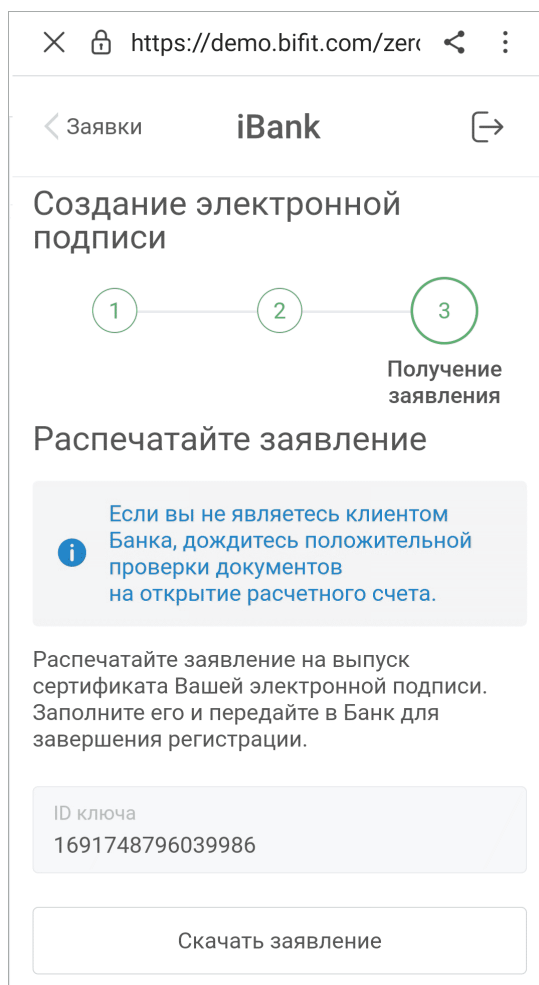 https://demo.bifit.com/zero
Заявки
iBank
Создание электронной
подписи
1
2
3
Получение
заявления
Распечатайте заявление
Если вы не являетесь клиентом
Банка, дождитесь положительной
проверки документов
на открытие расчетного счета.
Распечатайте заявление на выпуск
сертификата Вашей электронной подписи.
Заполните его и передайте в Банк для
завершения регистрации.
ID ключа
1691748796039986
Скачать заявление